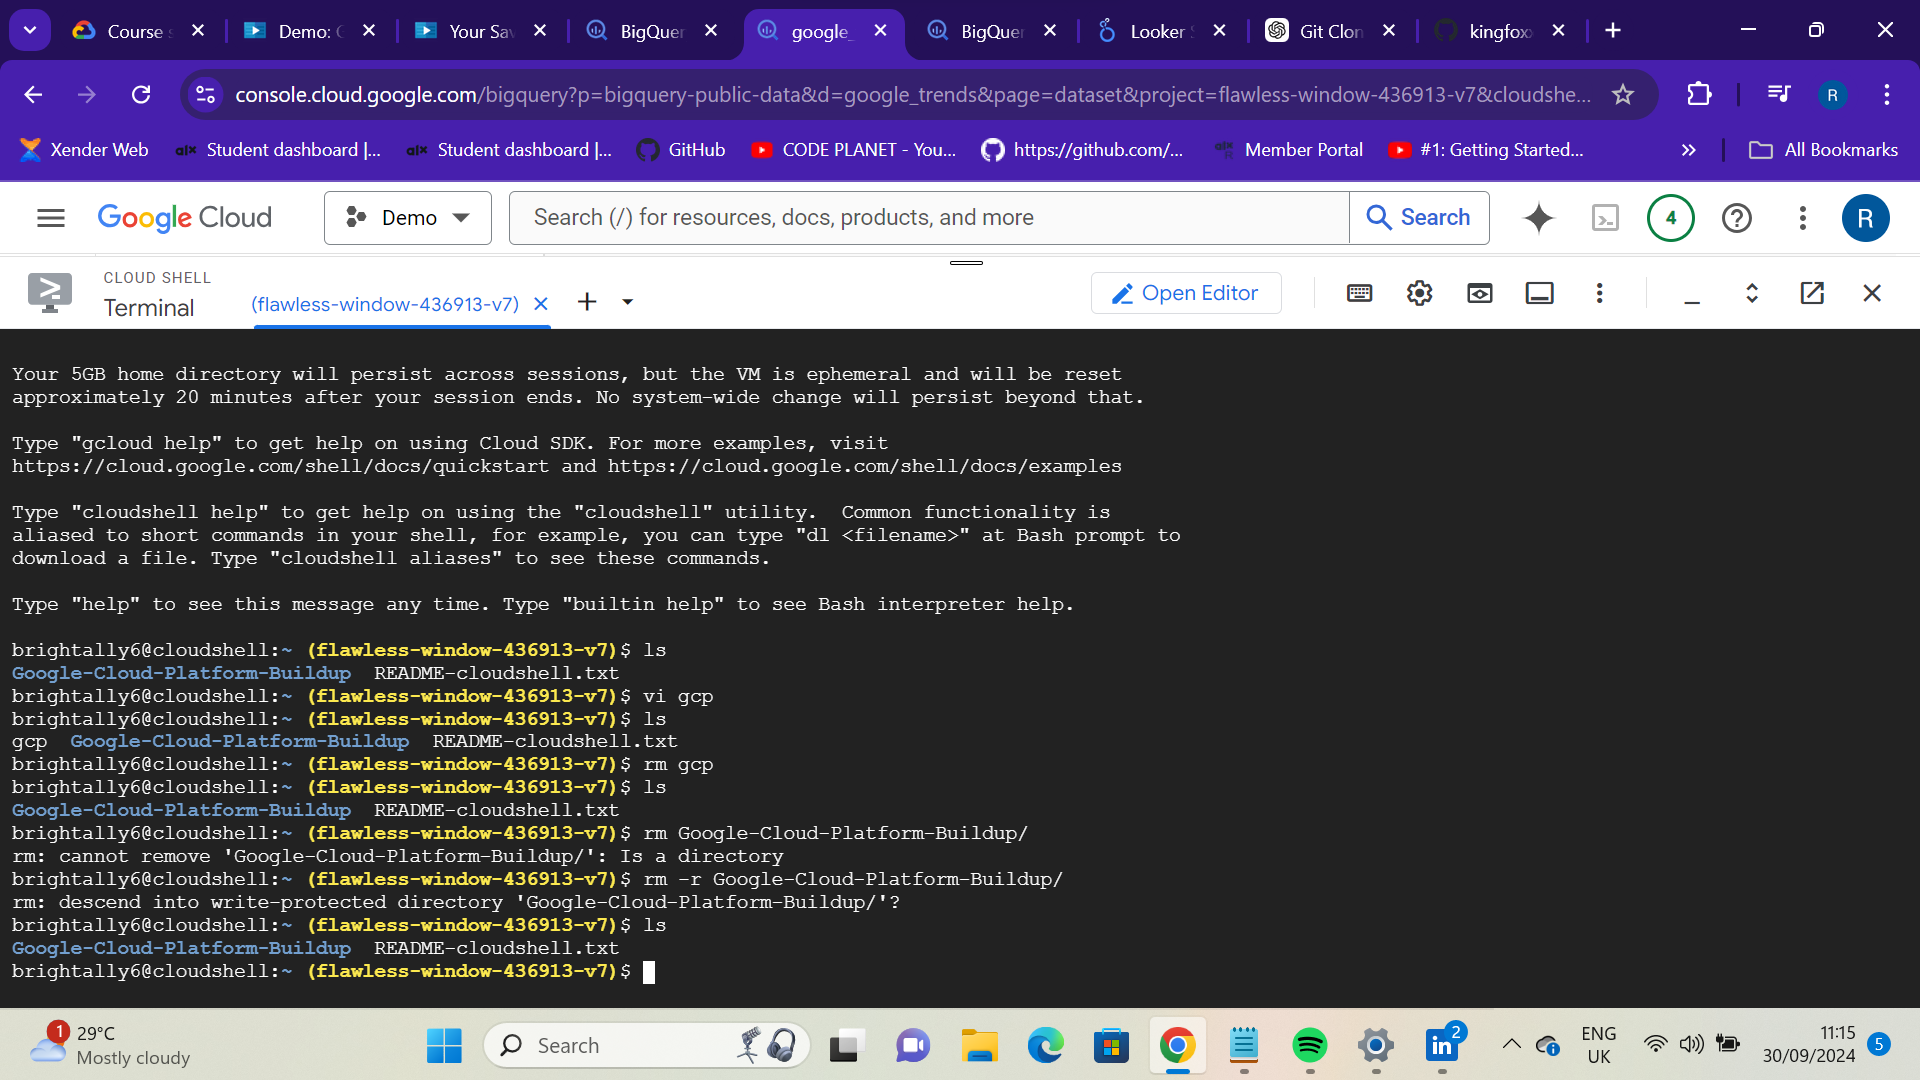 Course s
Demo: G
Your Sav
BigQuer
google_
BigQuer
Looker S
Git Clon
kingfox
console.cloud.google.com/bigquery?p=bigquery-public-data&d=google_trends&page=dataset&project=flawless-window-436913-v7&cloudshe...
R
Xender Web
alx Student dashboard |...
alx Student dashboard |...
GitHub
CODE PLANET - You...
https://github.com/...
Member Portal
#1: Getting Started...
All Bookmarks
Google Cloud
Demo
Search (/) for resources, docs, products, and more
Search
4
R
CLOUD SHELL
Terminal
(flawless-window-436913-v7)
Open Editor
Your 5GB home directory will persist across sessions, but the VM is ephemeral and will be reset
approximately 20 minutes after your session ends. No system-wide change will persist beyond that.
Type "gcloud help" to get help on using Cloud SDK. For more examples, visit
https://cloud.google.com/shell/docs/quickstart and https://cloud.google.com/shell/docs/examples
Type "cloudshell help" to get help on using the "cloudshell" utility.  Common functionality is
aliased to short commands in your shell, for example, you can type "dl <filename>" at Bash prompt to
download a file. Type "cloudshell aliases" to see these commands.
Type "help" to see this message any time. Type "builtin help" to see Bash interpreter help.
brightally6@cloudshell:~ (flawless-window-436913-v7)$ ls
Google-Cloud-Platform-Buildup  README-cloudshell.txt
brightally6@cloudshell:~ (flawless-window-436913-v7)$ vi gcp
brightally6@cloudshell:~ (flawless-window-436913-v7)$ ls
gcp  Google-Cloud-Platform-Buildup  README-cloudshell.txt
brightally6@cloudshell:~ (flawless-window-436913-v7)$ rm gcp
brightally6@cloudshell:~ (flawless-window-436913-v7)$ ls
Google-Cloud-Platform-Buildup  README-cloudshell.txt
brightally6@cloudshell:~ (flawless-window-436913-v7)$ rm Google-Cloud-Platform-Buildup/
rm: cannot remove 'Google-Cloud-Platform-Buildup/': Is a directory
brightally6@cloudshell:~ (flawless-window-436913-v7)$ rm -r Google-Cloud-Platform-Buildup/
rm: descend into write-protected directory 'Google-Cloud-Platform-Buildup/'?
brightally6@cloudshell:~ (flawless-window-436913-v7)$ ls
Google-Cloud-Platform-Buildup  README-cloudshell.txt
brightally6@cloudshell:~ (flawless-window-436913-v7)$
1
29°C
Mostly cloudy
Search
2
ENG
UK
11:15
30/09/2024
5